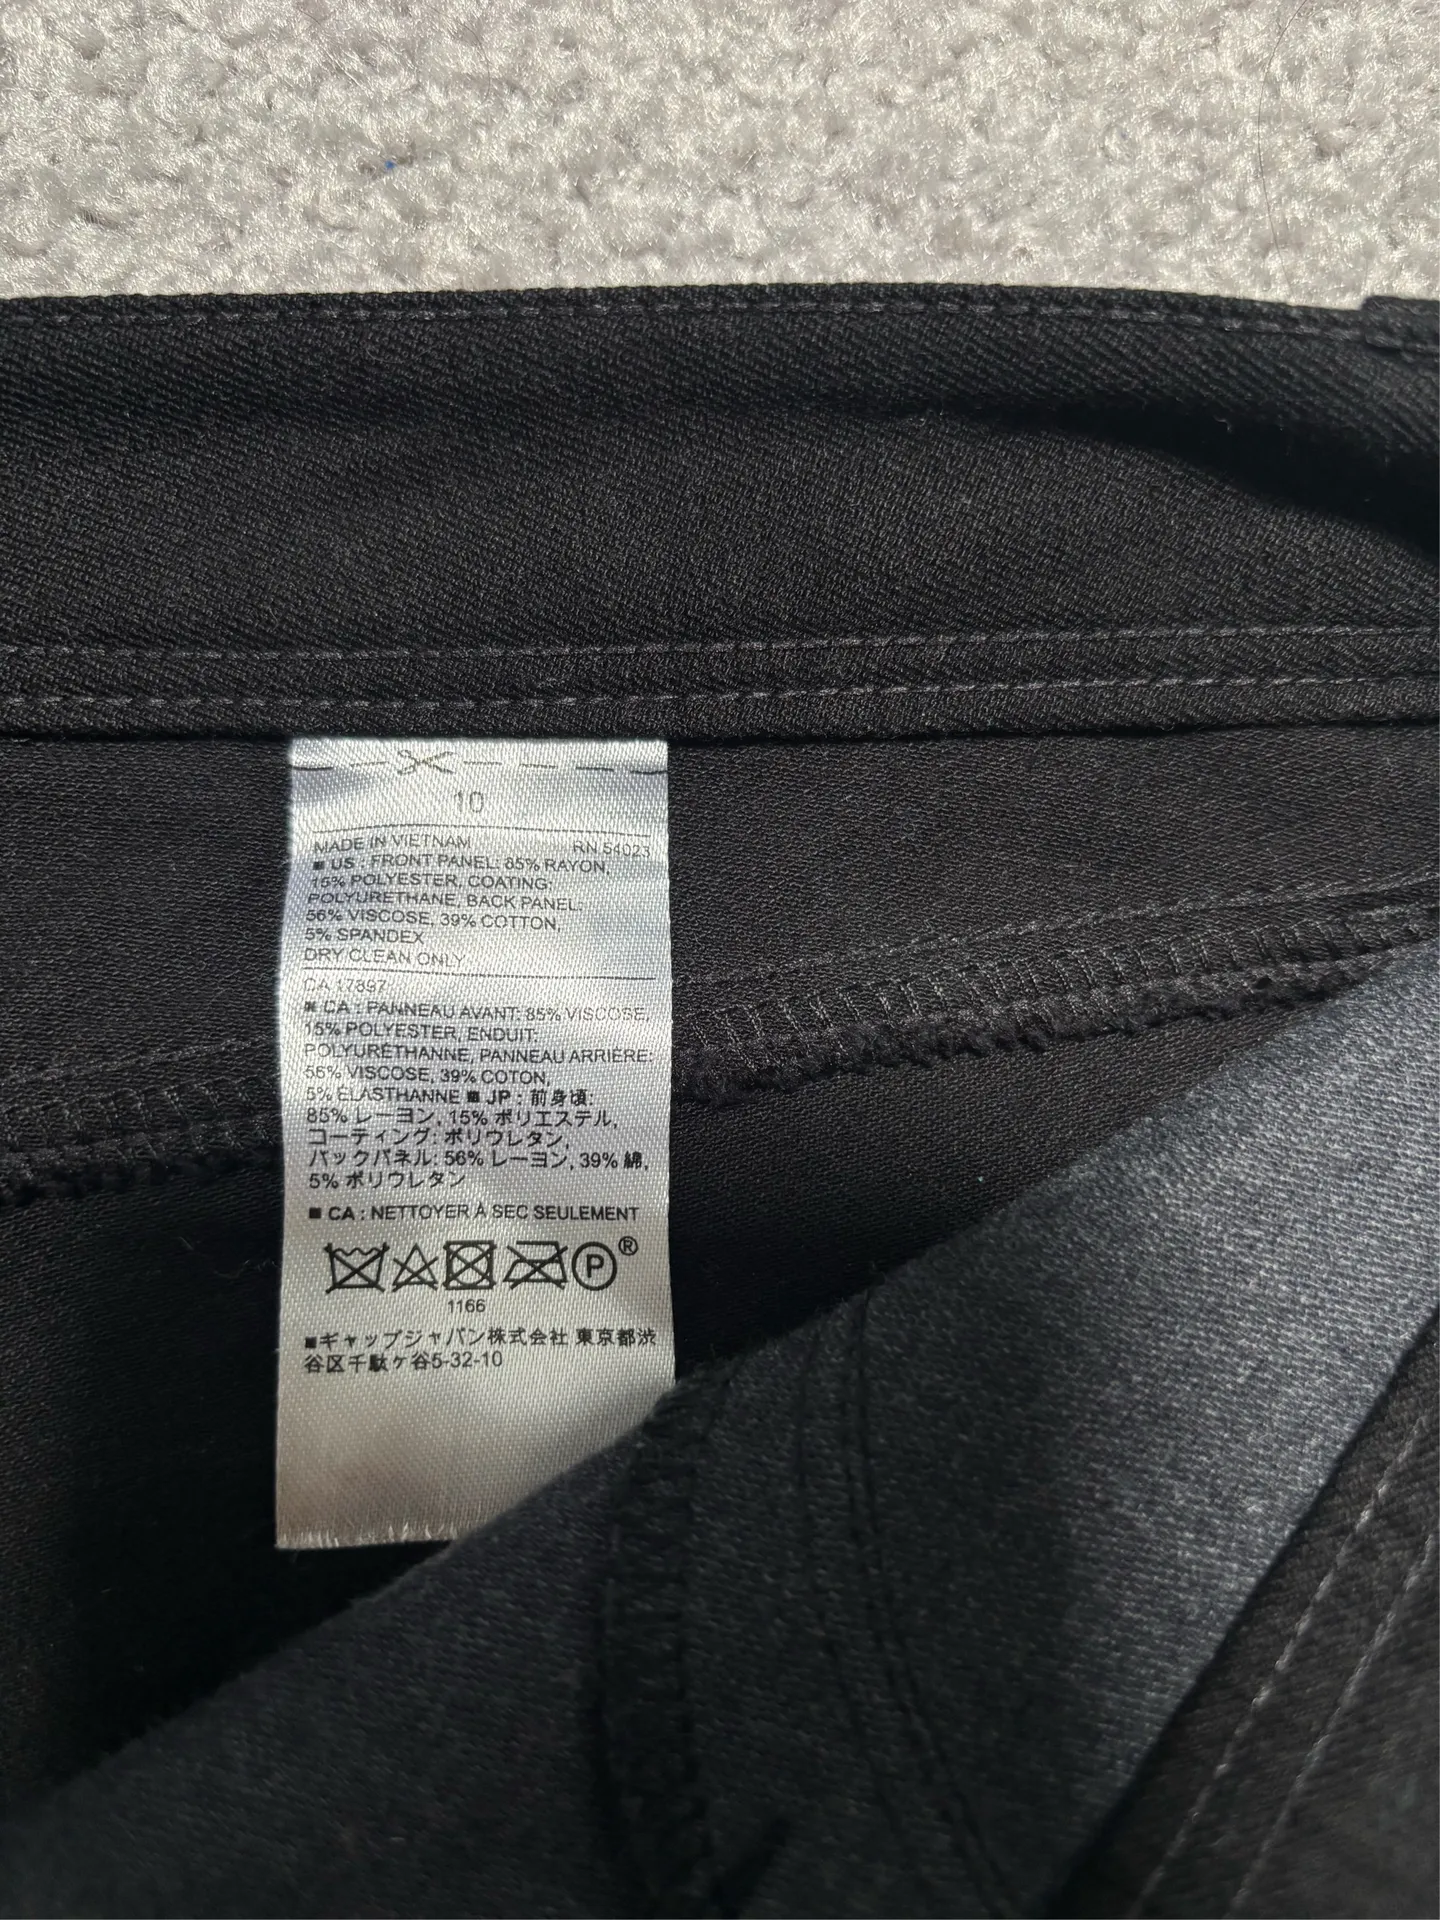 10
MADE IN VIETNAM RN 54023
■ US : FRONT PANEL: 85% RAYON,
15% POLYESTER, COATING:
POLYURETHANE, BACK PANEL:
56% VISCOSE, 39% COTTON,
5% SPANDEX
DRY CLEAN ONLY
CA 17897
■ CA : PANNEAU AVANT: 85% VISCOSE,
15% POLYESTER, ENDUIT:
POLYURÉTHANNE, PANNEAU ARRIÈRE:
56% VISCOSE, 39% COTON,
5% ÉLASTHANNE ■ JP : 前身頃:
85% レーヨン, 15% ポリエステル,
コーティング: ポリウレタン,
バックパネル: 56% レーヨン, 39% 綿,
5% ポリウレタン
■ CA : NETTOYER À SEC SEULEMENT
P ®
1166
■ギャップジャパン株式会社 東京都渋
谷区千駄ヶ谷5-32-10